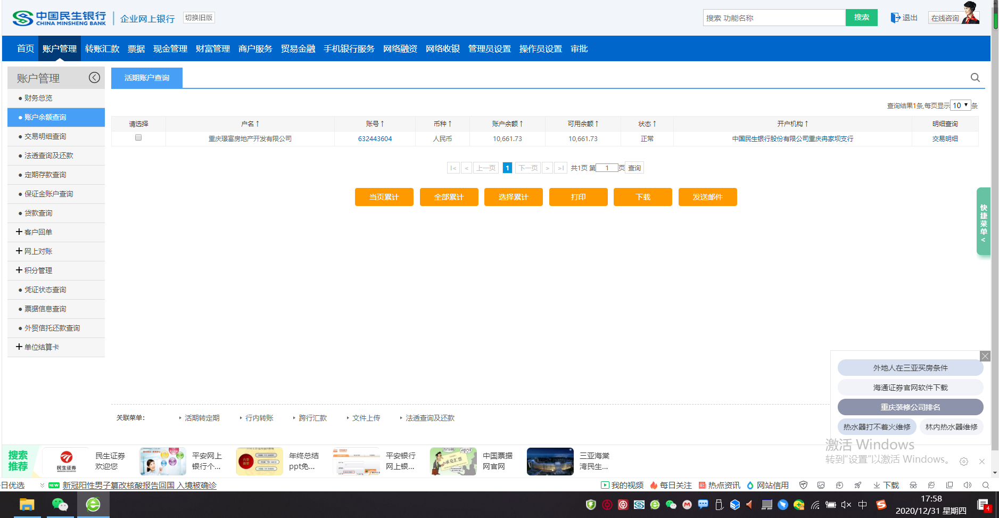 中国民生银行
CHINA MINSHENG BANK
企业网上银行
切换旧版
搜索 功能名称
搜索
退出
在线咨询
首页 账户管理 转账汇款 票据 现金管理 财富管理 商户服务 贸易金融 手机银行服务 网络融资 网络收银 管理员设置 操作员设置 审批
账户管理
财务总览
账户余额查询
交易明细查询
法透查询及还款
定期存款查询
保证金账户查询
贷款查询
客户回单
网上对账
积分管理
凭证状态查询
票据信息查询
外贸信托还款查询
单位结算卡
活期账户查询
查询结果1条,每页显示 10 条
请选择 户名↑ 账号↑ 币种↑ 账户余额↑ 可用余额↑ 状态↑ 开户机构↑ 明细查询
重庆璟富房地产开发有限公司 632443604 人民币 10,661.73 10,661.73 正常 中国民生银行股份有限公司重庆冉家坝支行 交易明细
|< < 上一页 1 下一页 > >| 共1页 第 1 页 查询
当页累计 全部累计 选择累计 打印 下载 发送邮件
快捷菜单 <
外地人在三亚买房条件
海通证券官网软件下载
重庆装修公司排名
热水器打不着火维修 林内热水器维修
关联菜单: 活期转定期 行内转账 跨行汇款 文件上传 法透查询及还款
激活 Windows
转到“设置”以激活 Windows。
搜索
推荐
民生证券
民生证券
欢迎您
平安网上
银行个...
年终总结
ppt免...
平安银行
网上银...
承兑汇票
中国票据
网官网
三亚海棠
湾民生...
日优选
NEW
新冠阳性男子篡改核酸报告回国 入境被确诊
我的视频 每日关注 热点资讯 网站信用 下载
中
17:58
2020/12/31 星期四
4